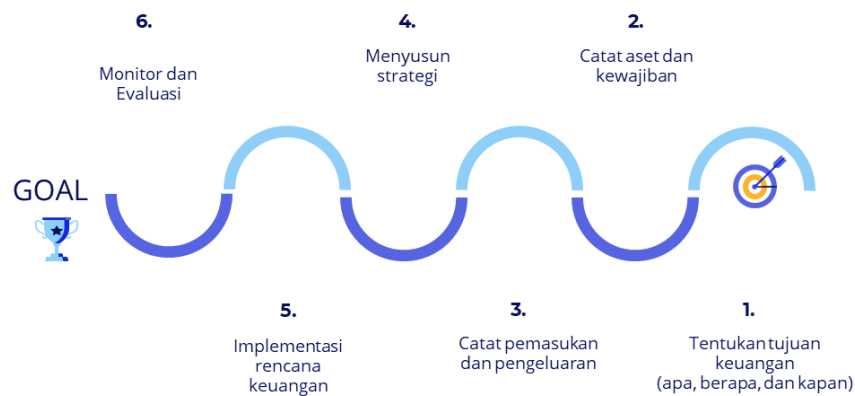 6.
Monitor dan
Evaluasi
4.
Menyusun
strategi
2.
Catat aset dan
kewajiban
GOAL
5.
Implementasi
rencana
keuangan
3.
Catat pemasukan
dan pengeluaran
1.
Tentukan tujuan
keuangan
(apa, berapa, dan kapan)